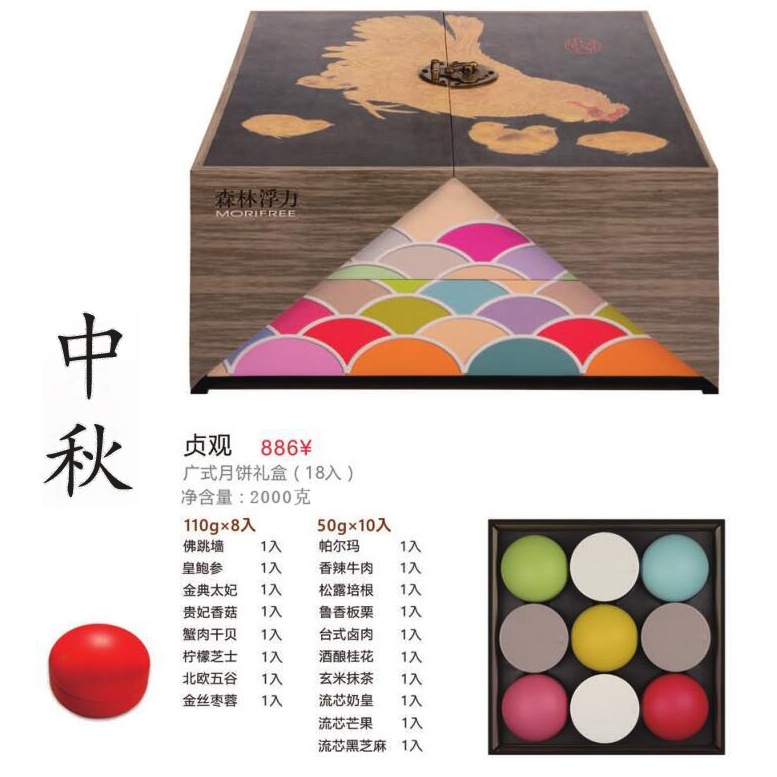 森林浮力
MORIFREE
中
秋
贞观 886¥
广式月饼礼盒(18入)
净含量:2000克
110g×8入
佛跳墙 1入
皇鲍参 1入
金典太妃 1入
贵妃香菇 1入
蟹肉干贝 1入
柠檬芝士 1入
北欧五谷 1入
金丝枣蓉 1入
50g×10入
帕尔玛 1入
香辣牛肉 1入
松露培根 1入
鲁香板栗 1入
台式卤肉 1入
酒酿桂花 1入
玄米抹茶 1入
流芯奶皇 1入
流芯芒果 1入
流芯黑芝麻 1入